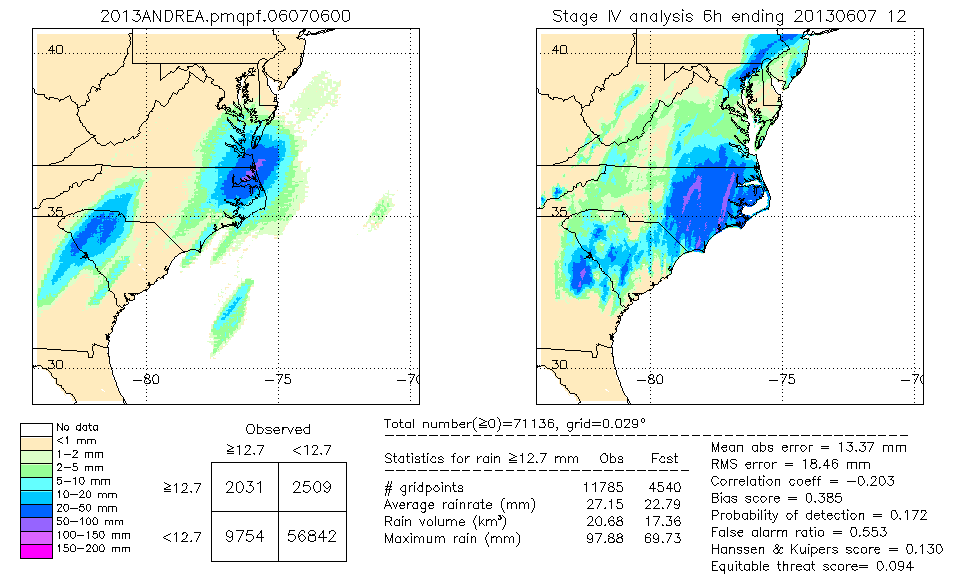 2013ANDREA.pmqpf.06070600
Stage IV analysis 6h ending 20130607 12
40
35
30
-80
-75
-70
40
35
30
-80
-75
-70
No data
<1 mm
1-2 mm
2-5 mm
5-10 mm
10-20 mm
20-50 mm
50-100 mm
100-150 mm
150-200 mm
Observed
≧12.7 <12.7
≧12.7 2031 2509
<12.7 9754 56842
Total number(≧0)=71136, grid=0.029°
Statistics for rain ≧12.7 mm Obs Fcst
# gridpoints 11785 4540
Average rainrate (mm) 27.15 22.79
Rain volume (km³) 20.68 17.36
Maximum rain (mm) 97.88 69.73
Mean abs error = 13.37 mm
RMS error = 18.46 mm
Correlation coeff = -0.203
Bias score = 0.385
Probability of detection = 0.172
False alarm ratio = 0.553
Hanssen & Kuipers score = 0.130
Equitable threat score= 0.094